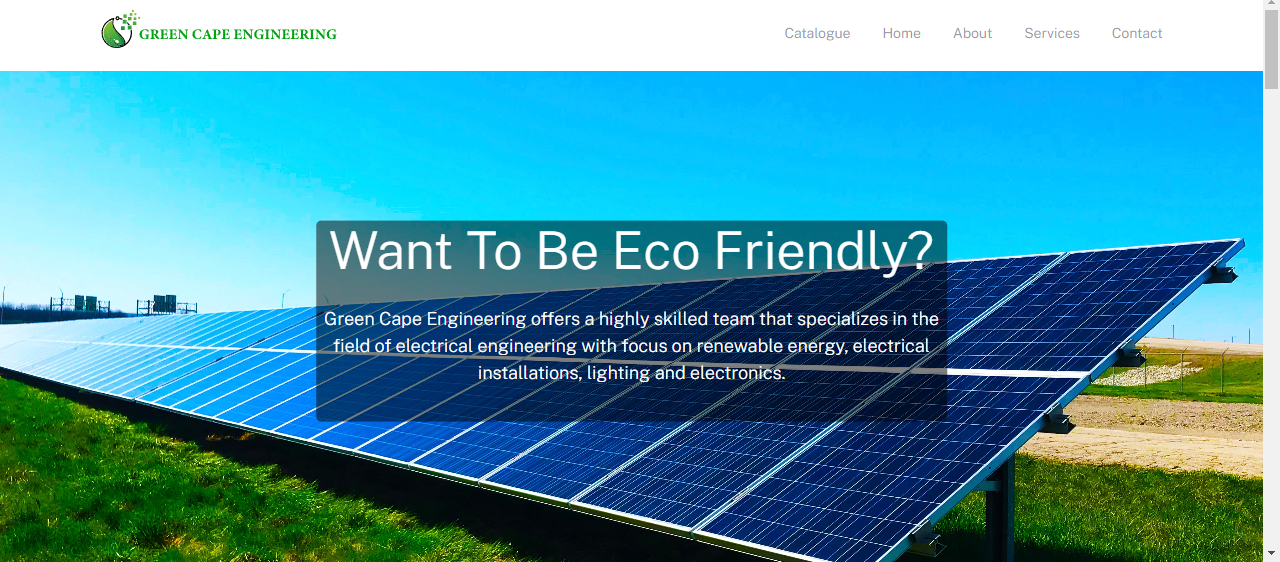 GREEN CAPE ENGINEERING
Catalogue Home About Services Contact
Want To Be Eco Friendly?
Green Cape Engineering offers a highly skilled team that specializes in the
field of electrical engineering with focus on renewable energy, electrical
installations, lighting and electronics.